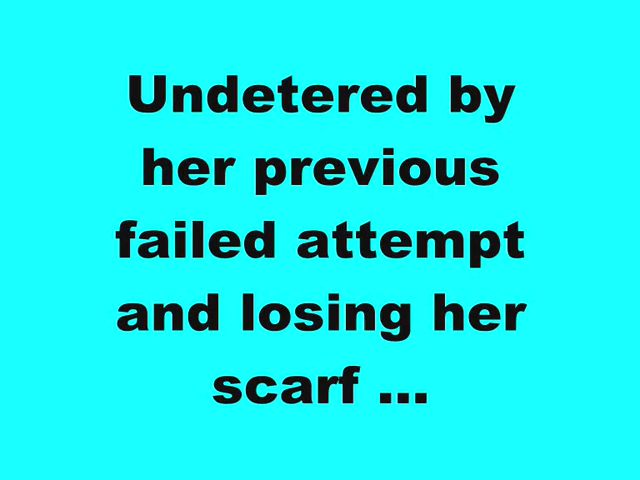 Undetered by
her previous
failed attempt
and losing her
scarf ...